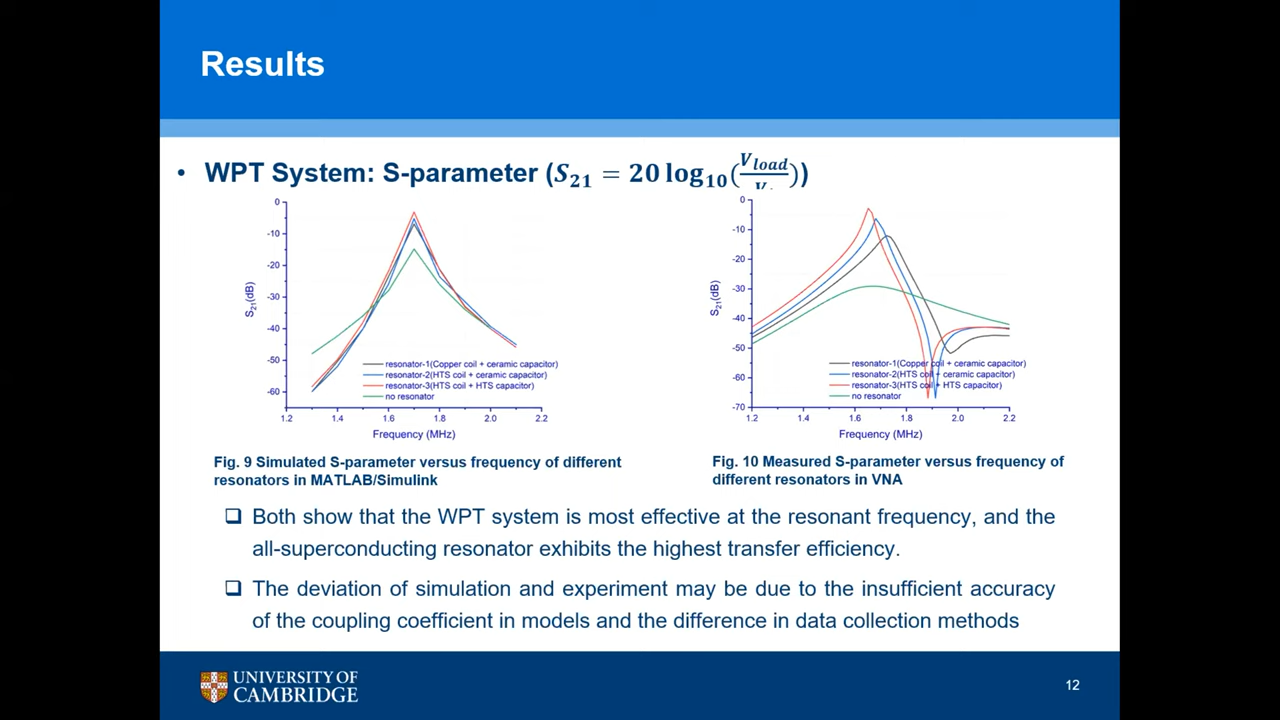 Results
• WPT System: S-parameter (S₂₁ = 20 log₁₀(V_load/V))
0
-10
-20
-30
-40
-50
-60
S₂₁(dB)
resonator-1(Copper coil + ceramic capacitor)
resonator-2(HTS coil + ceramic capacitor)
resonator-3(HTS coil + HTS capacitor)
no resonator
1.2 1.4 1.6 1.8 2.0 2.2
Frequency (MHz)
0
-10
-20
-30
-40
-50
-60
-70
S₂₁(dB)
resonator-1(Copper coil + ceramic capacitor)
resonator-2(HTS coil + ceramic capacitor)
resonator-3(HTS coil + HTS capacitor)
no resonator
1.2 1.4 1.6 1.8 2.0 2.2
Frequency (MHz)
Fig. 9 Simulated S-parameter versus frequency of different
resonators in MATLAB/Simulink
Fig. 10 Measured S-parameter versus frequency of
different resonators in VNA
❑ Both show that the WPT system is most effective at the resonant frequency, and the
all-superconducting resonator exhibits the highest transfer efficiency.
❑ The deviation of simulation and experiment may be due to the insufficient accuracy
of the coupling coefficient in models and the difference in data collection methods
UNIVERSITY OF
CAMBRIDGE
12